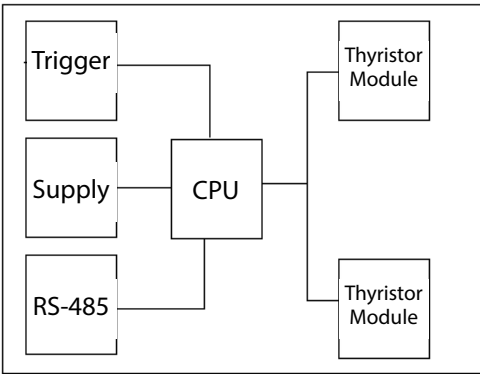 Trigger
Supply
RS-485
CPU
Thyristor
Module
Thyristor
Module